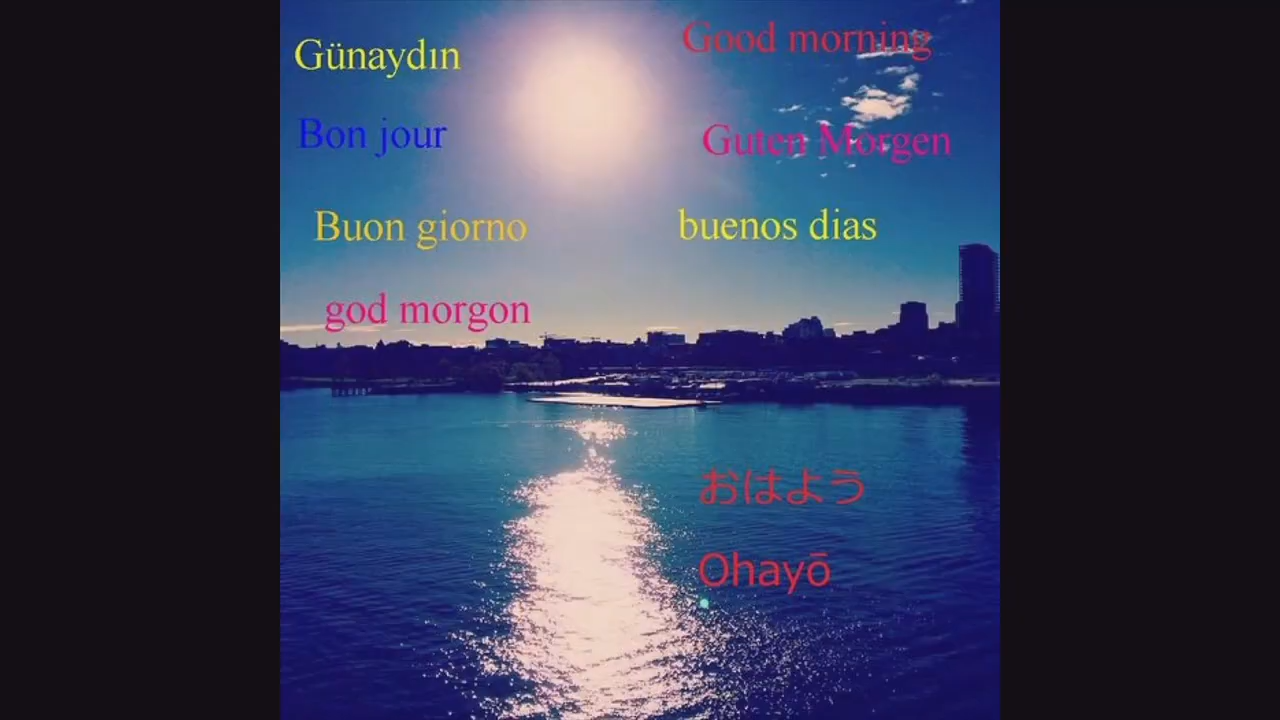 Günaydın
Good morning
Bon jour
Guten Morgen
Buon giorno
buenos dias
god morgon
おはよう
Ohayō